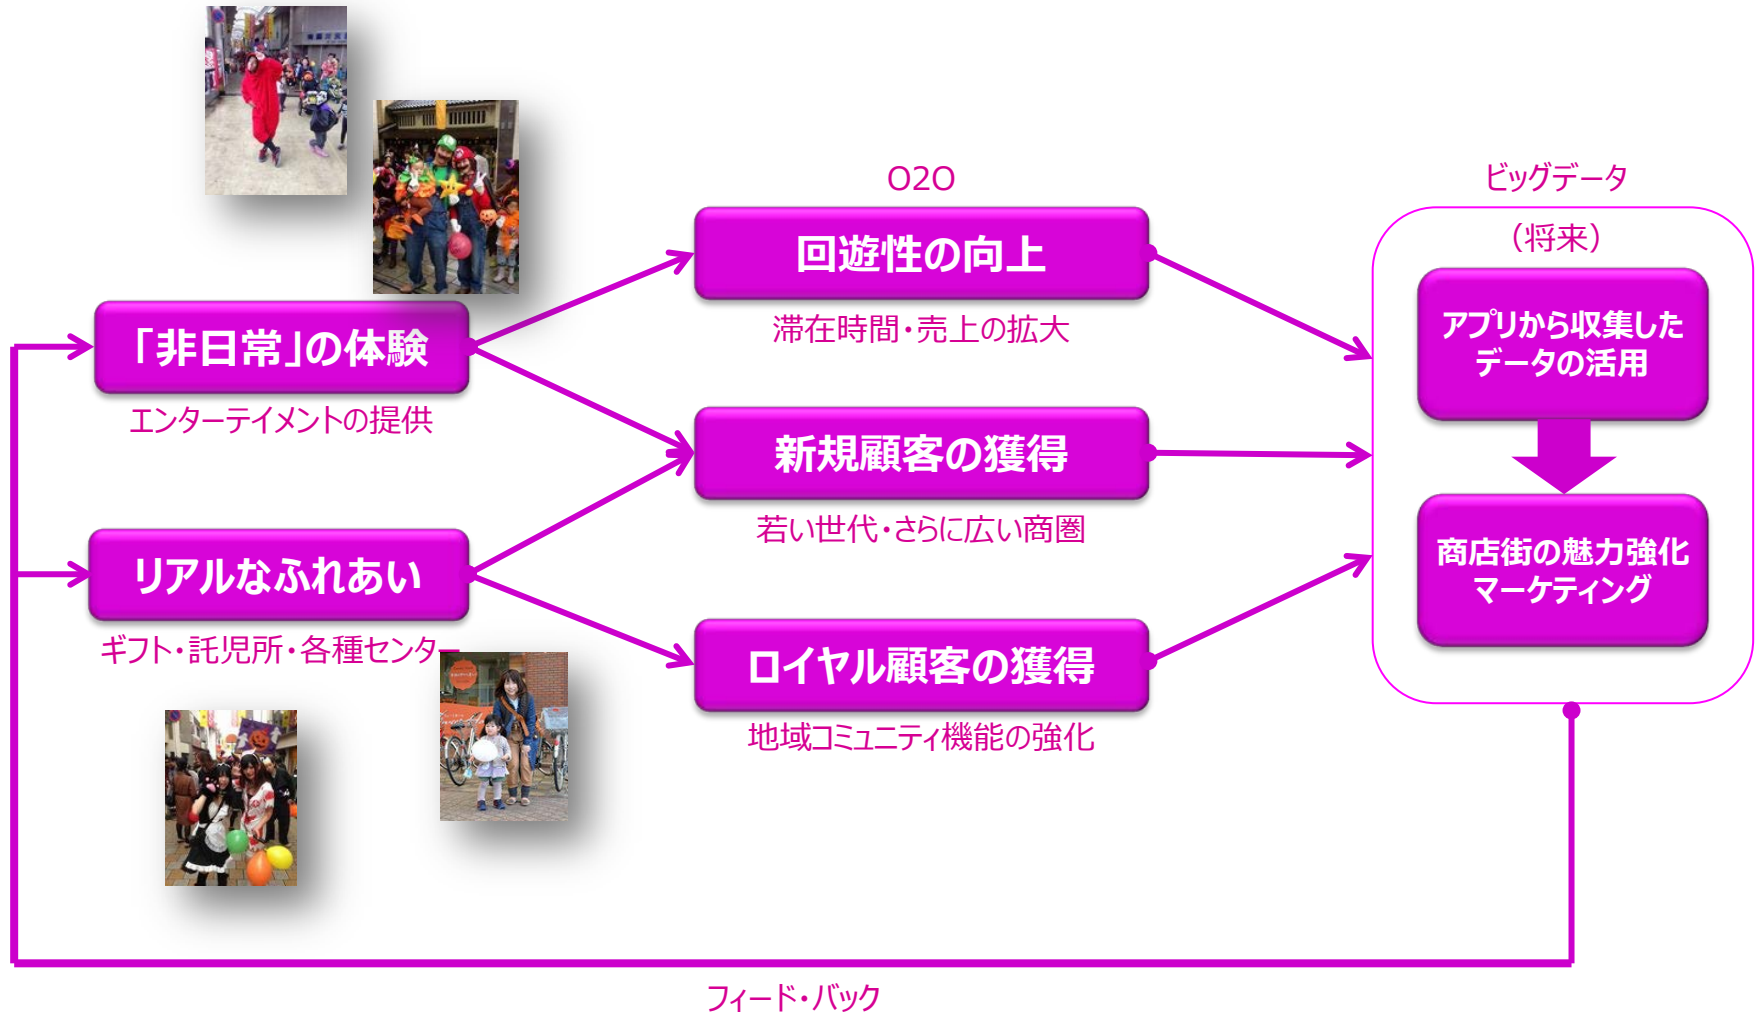 O2O
ビッグデータ
（将来）
回遊性の向上
滞在時間・売上の拡大
「非日常」の体験
エンターテイメントの提供
アプリから収集した
データの活用
新規顧客の獲得
若い世代・さらに広い商圏
リアルなふれあい
ギフト・託児所・各種センター
商店街の魅力強化
マーケティング
ロイヤル顧客の獲得
地域コミュニティ機能の強化
フィード・バック